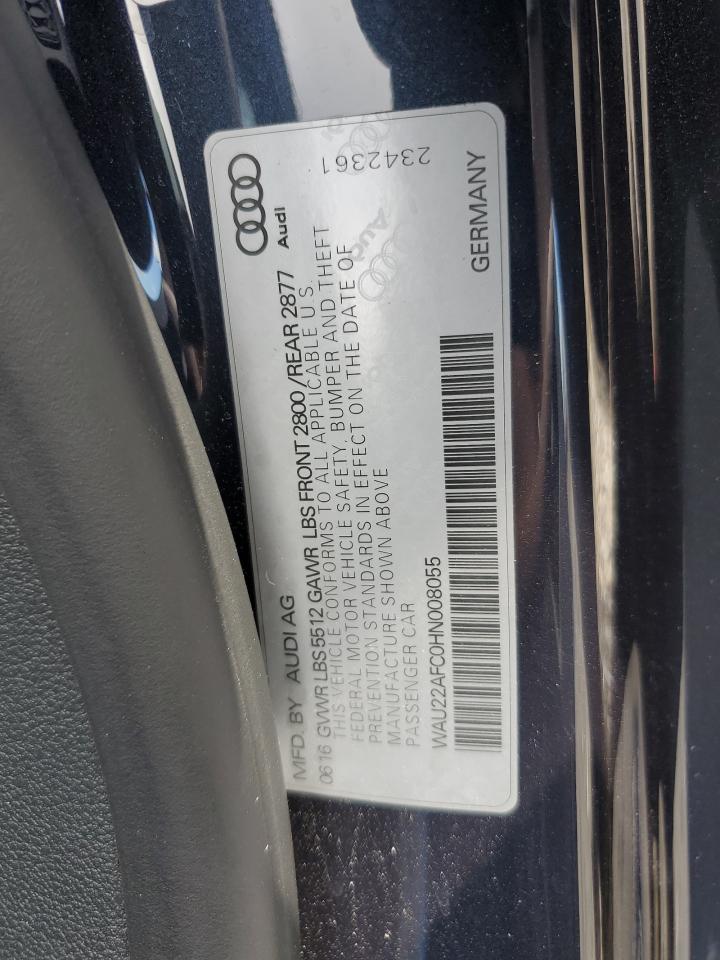 MFD. BY AUDI AG
Audi
0616 GVWR LBS 5512 GAWR LBS FRONT 2800 /REAR 2877
THIS VEHICLE CONFORMS TO ALL APPLICABLE U.S.
FEDERAL MOTOR VEHICLE SAFETY, BUMPER AND THEFT
PREVENTION STANDARDS IN EFFECT ON THE DATE OF
MANUFACTURE SHOWN ABOVE
PASSENGER CAR
2342361
WAU22AFC0HN008055
GERMANY